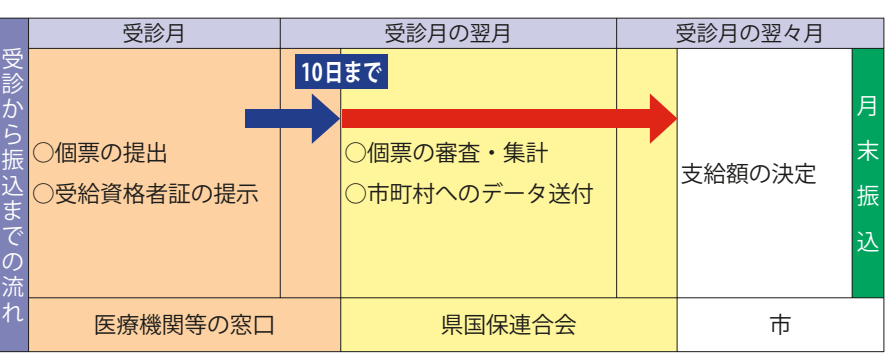 受診から振込までの流れ
受診月
受診月の翌月
受診月の翌々月
10日まで
○個票の提出
○受給資格者証の提示
○個票の審査・集計
○市町村へのデータ送付
支給額の決定
月末振込
医療機関等の窓口
県国保連合会
市